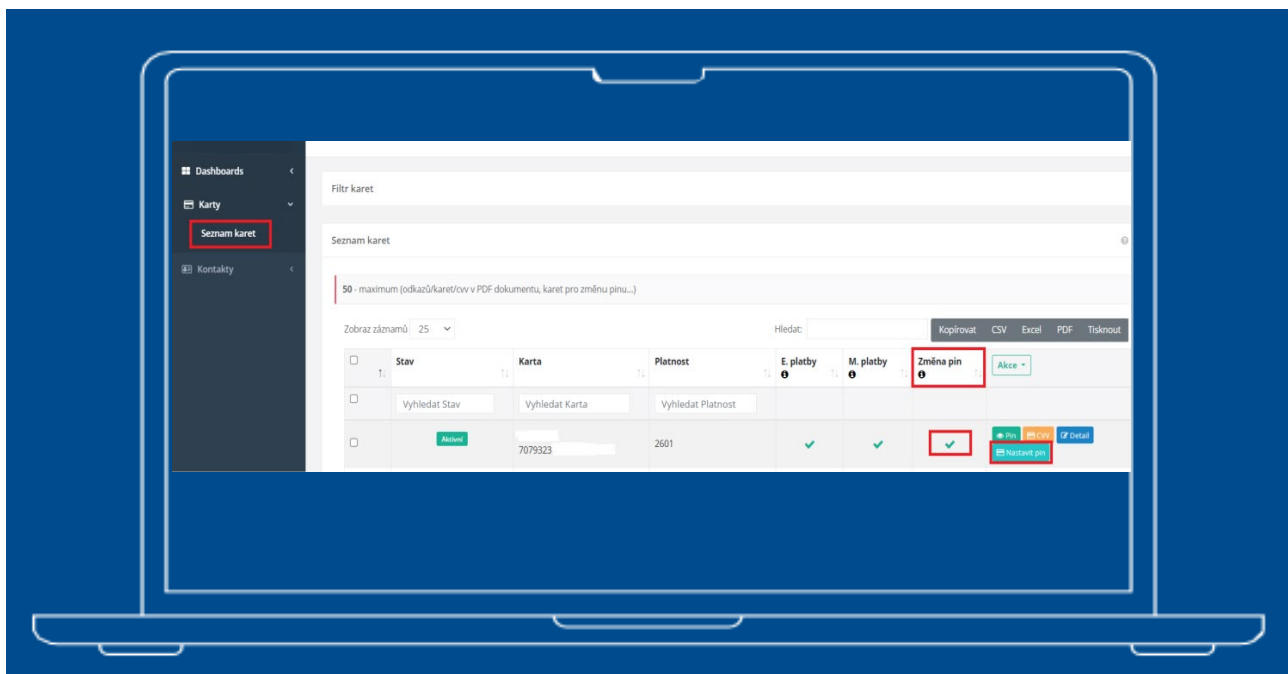 Dashboards
Karty
Seznam karet
Kontakty
Filtr karet
Seznam karet
50 - maximum (odkazů/karet/cvv v PDF dokumentu, karet pro změnu pinu...)
Zobraz záznamů 25 Hledat: Kopírovat CSV Excel PDF Tisknout
Stav Karta Platnost E. platby M. platby Změna pin Akce
Vyhledat Stav Vyhledat Karta Vyhledat Platnost
Aktivní 7079323 2601 Pin CVV Detail
Nastavit pin